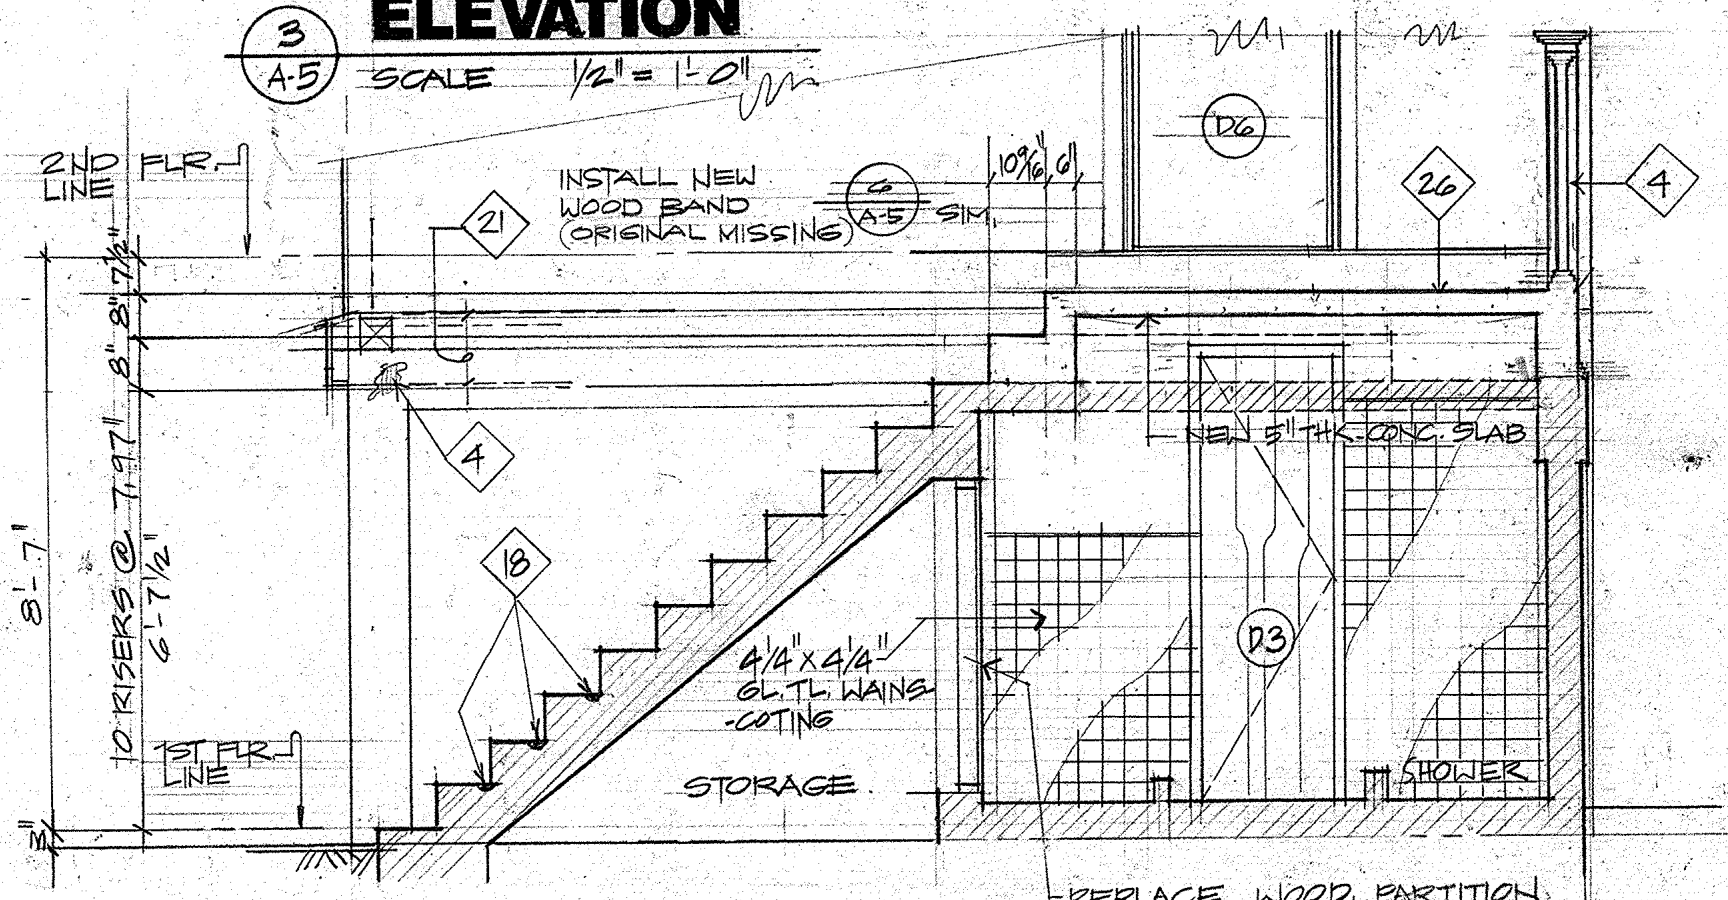 ELEVATION
3
A-5
SCALE 1/2" = 1'-0"
2ND FLR.
LINE
21
INSTALL NEW
WOOD BAND
(ORIGINAL MISSING)
6
A-5 SIM.
10 9/16" 6"
D6
26
4
7 1/2"
8"
8"
10 RISERS @ 7.97"
6'-7 1/2"
8'-7"
3"
4
18
NEW 5" THK. CONC. SLAB
4 1/4" X 4 1/4"
GL. TL. WAINS-
-COTING
D3
1ST FLR.
LINE
STORAGE
SHOWER
REPLACE WOOD PARTITION